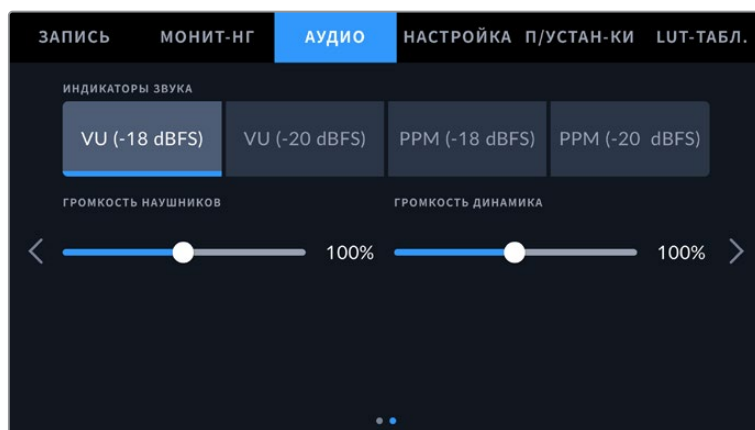 ЗАПИСЬ МОНИТ-НГ АУДИО НАСТРОЙКА П/УСТАН-КИ LUT-ТАБЛ.
ИНДИКАТОРЫ ЗВУКА
VU (-18 dBFS) VU (-20 dBFS) PPM (-18 dBFS) PPM (-20 dBFS)
ГРОМКОСТЬ НАУШНИКОВ ГРОМКОСТЬ ДИНАМИКА
100% 100%